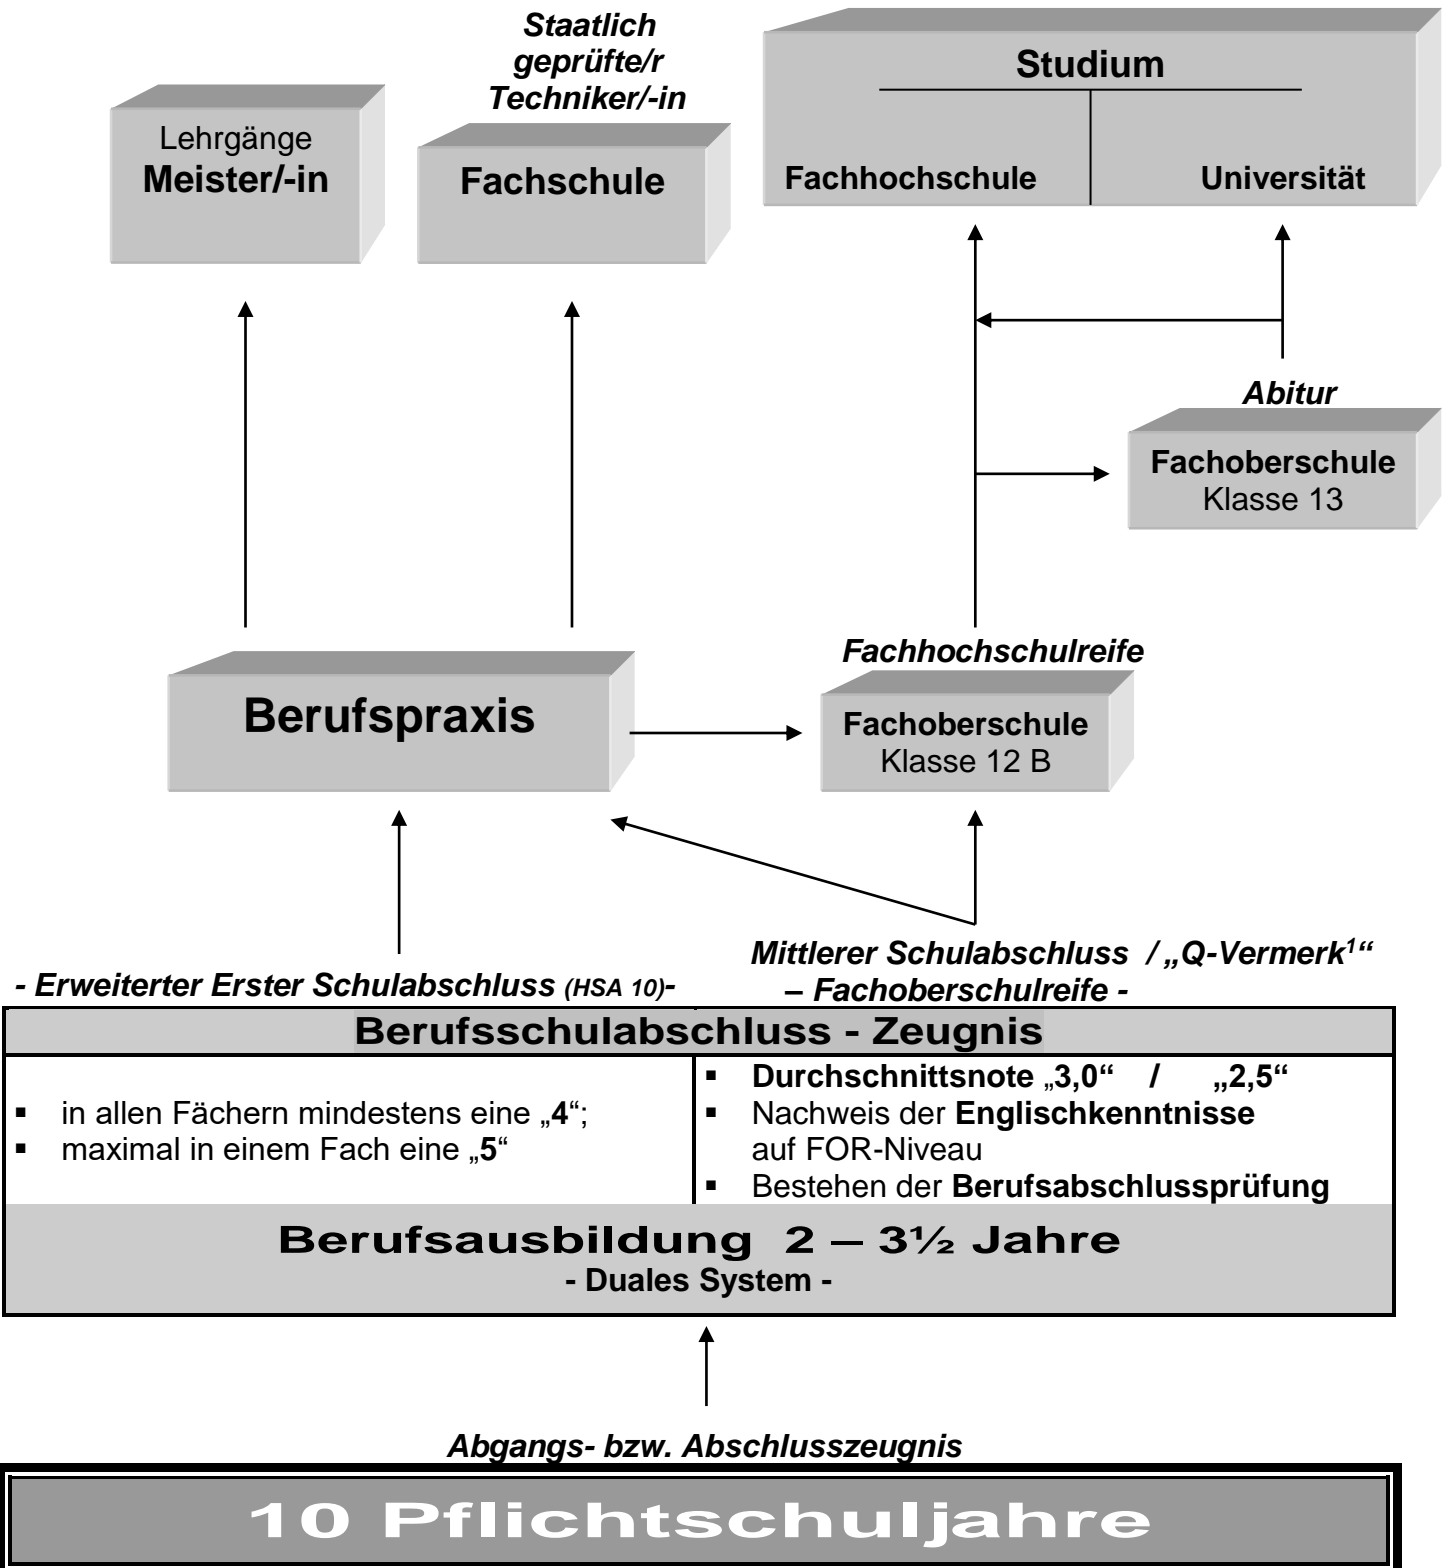 Staatlich
geprüfte/r
Techniker/-in
Lehrgänge
Meister/-in
Fachschule
Studium
Fachhochschule
Universität
Abitur
Fachoberschule
Klasse 13
Fachhochschulreife
Berufspraxis
Fachoberschule
Klasse 12 B
- Erweiterter Erster Schulabschluss (HSA 10)-
Mittlerer Schulabschluss / „Q-Vermerk¹“
– Fachoberschulreife -
Berufsschulabschluss - Zeugnis
▪ in allen Fächern mindestens eine „4“;
▪ maximal in einem Fach eine „5“
▪ Durchschnittsnote „3,0“ / „2,5“
▪ Nachweis der Englischkenntnisse
auf FOR-Niveau
▪ Bestehen der Berufsabschlussprüfung
Berufsausbildung 2 – 3½ Jahre
- Duales System -
Abgangs- bzw. Abschlusszeugnis
10 Pflichtschuljahre